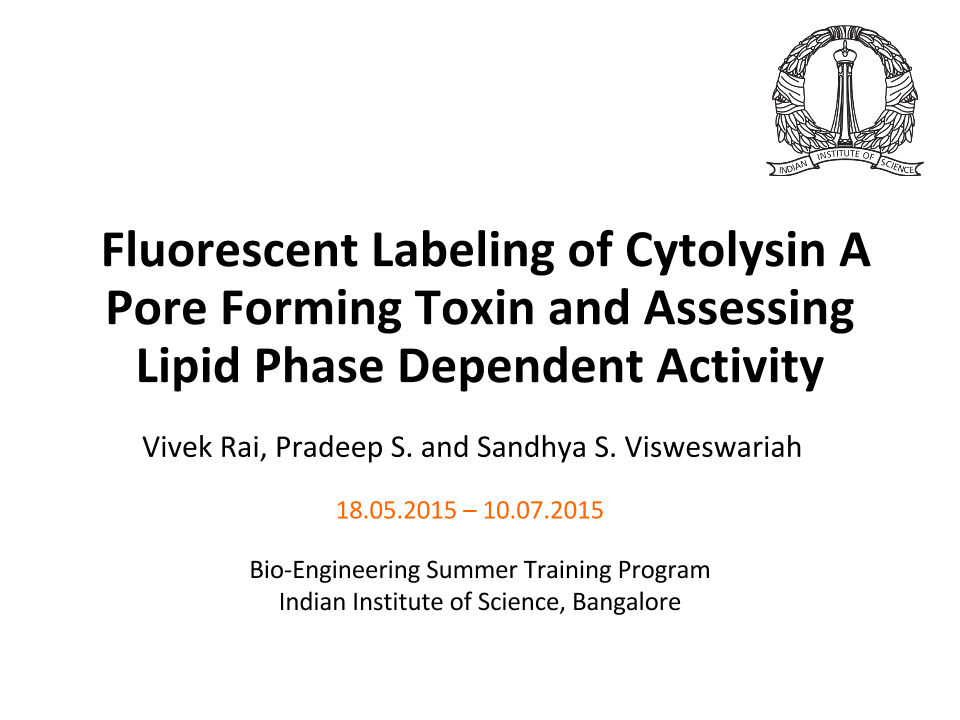 INDIAN INSTITUTE OF SCIENCE
Fluorescent Labeling of Cytolysin A
Pore Forming Toxin and Assessing
Lipid Phase Dependent Activity
Vivek Rai, Pradeep S. and Sandhya S. Visweswariah
18.05.2015 – 10.07.2015
Bio-Engineering Summer Training Program
Indian Institute of Science, Bangalore